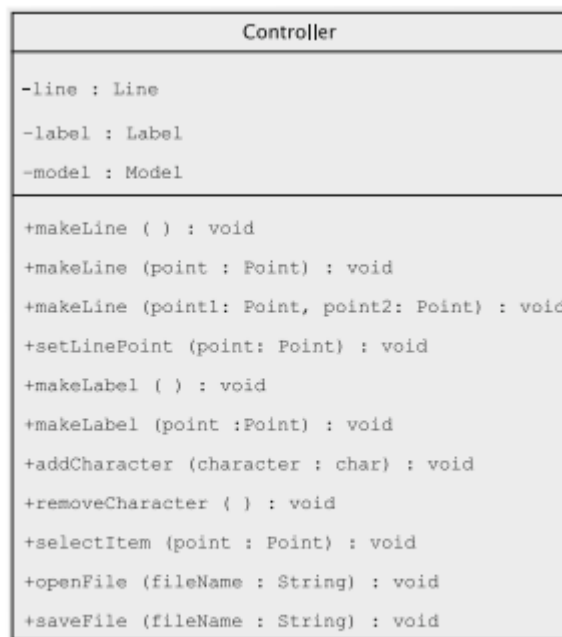 Controller
-line : Line
-label : Label
-model : Model
+makeLine ( ) : void
+makeLine (point : Point) : void
+makeLine (point1: Point, point2: Point) : void
+setLinePoint (point: Point) : void
+makeLabel ( ) : void
+makeLabel (point :Point) : void
+addCharacter (character : char) : void
+removeCharacter ( ) : void
+selectItem (point : Point) : void
+openFile (fileName : String) : void
+saveFile (fileName : String) : void